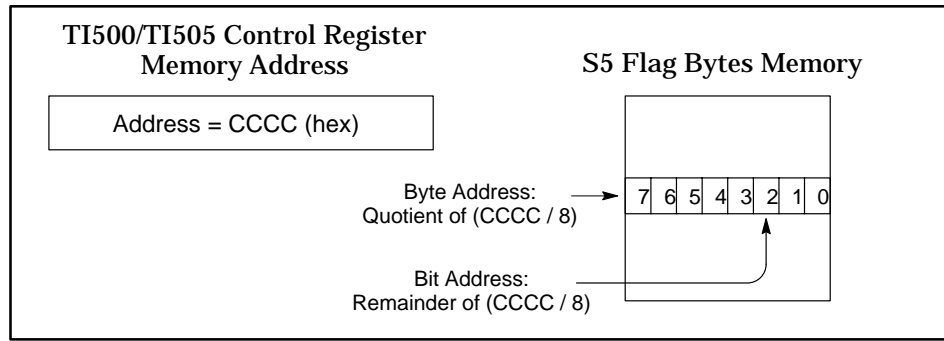 TI500/TI505 Control Register
Memory Address
Address = CCCC (hex)
S5 Flag Bytes Memory
Byte Address:
Quotient of (CCCC / 8)
7 6 5 4 3 2 1 0
Bit Address:
Remainder of (CCCC / 8)